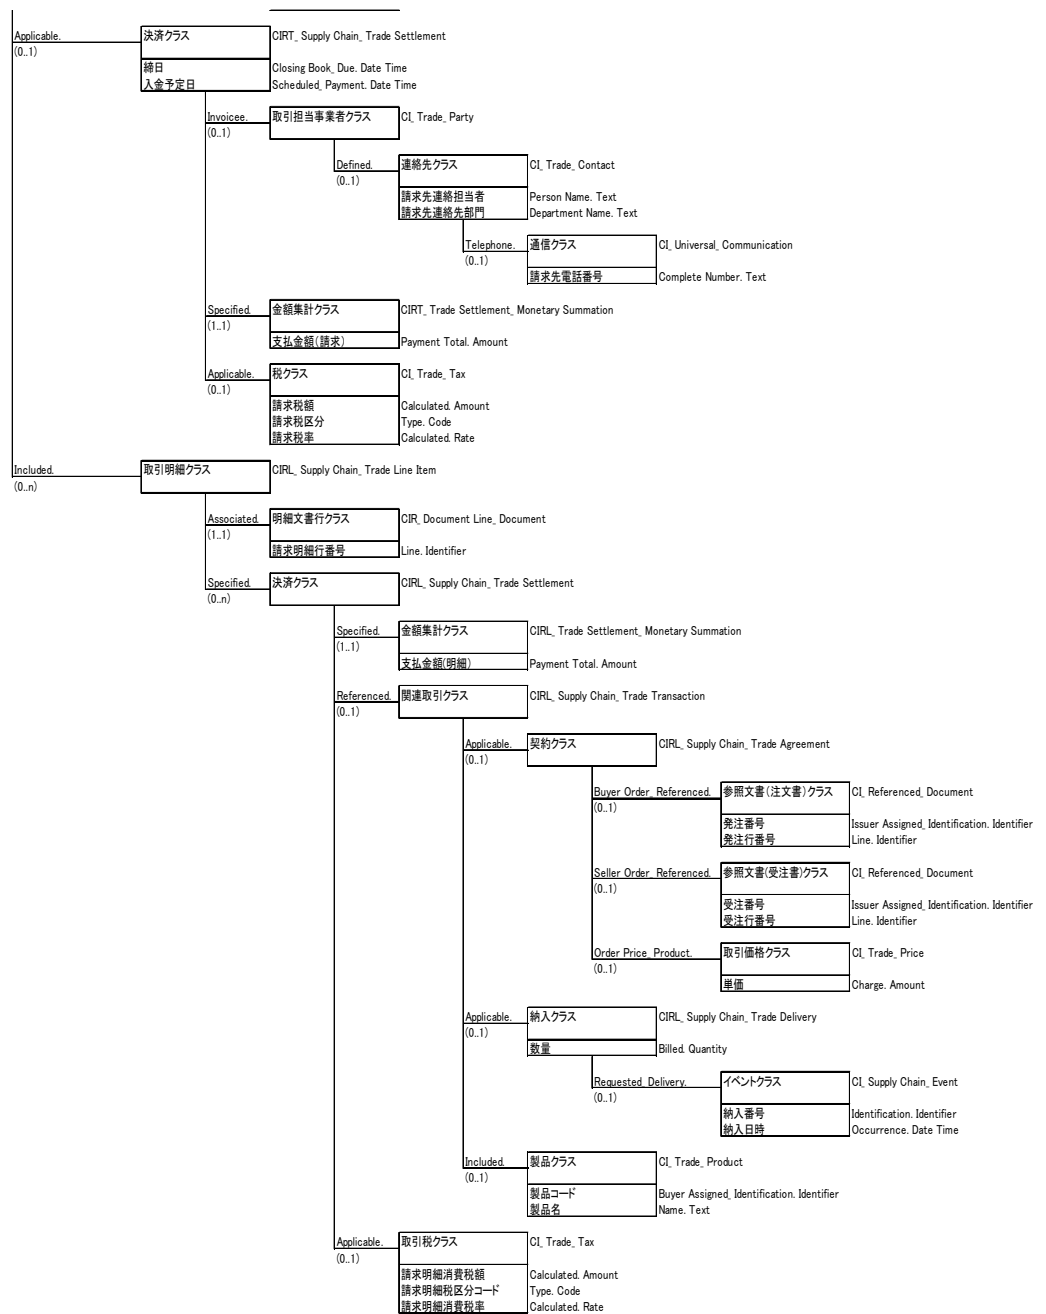 Applicable. 決済クラス CIRT_ Supply Chain_ Trade Settlement
(0..1)
締日 Closing Book_ Due. Date Time
入金予定日 Scheduled_ Payment. Date Time
Invoicee. 取引担当事業者クラス CI_ Trade_ Party
(0..1)
Defined. 連絡先クラス CI_ Trade_ Contact
(0..1)
請求先連絡担当者 Person Name. Text
請求先連絡先部門 Department Name. Text
Telephone. 通信クラス CI_ Universal_ Communication
(0..1)
請求先電話番号 Complete Number. Text
Specified. 金額集計クラス CIRT_ Trade Settlement_ Monetary Summation
(1..1)
支払金額(請求) Payment Total. Amount
Applicable. 税クラス CI_ Trade_ Tax
(0..1)
請求税額 Calculated. Amount
請求税区分 Type. Code
請求税率 Calculated. Rate
Included. 取引明細クラス CIRL_ Supply Chain_ Trade Line Item
(0..n)
Associated. 明細文書行クラス CIR_ Document Line_ Document
(1..1)
請求明細行番号 Line. Identifier
Specified. 決済クラス CIRL_ Supply Chain_ Trade Settlement
(0..n)
Specified. 金額集計クラス CIRL_ Trade Settlement_ Monetary Summation
(1..1)
支払金額(明細) Payment Total. Amount
Referenced. 関連取引クラス CIRL_ Supply Chain_ Trade Transaction
(0..1)
Applicable. 契約クラス CIRL_ Supply Chain_ Trade Agreement
(0..1)
Buyer Order_ Referenced. 参照文書(注文書)クラス CI_ Referenced_ Document
(0..1)
発注番号 Issuer Assigned_ Identification. Identifier
発注行番号 Line. Identifier
Seller Order_ Referenced. 参照文書(受注書)クラス CI_ Referenced_ Document
(0..1)
受注番号 Issuer Assigned_ Identification. Identifier
受注行番号 Line. Identifier
Order Price_ Product. 取引価格クラス CI_ Trade_ Price
(0..1)
単価 Charge. Amount
Applicable. 納入クラス CIRL_ Supply Chain_ Trade Delivery
(0..1)
数量 Billed. Quantity
Requested_ Delivery. イベントクラス CI_ Supply Chain_ Event
(0..1)
納入番号 Identification. Identifier
納入日時 Occurrence. Date Time
Included. 製品クラス CI_ Trade_ Product
(0..1)
製品コード Buyer Assigned_ Identification. Identifier
製品名 Name. Text
Applicable. 取引税クラス CI_ Trade_ Tax
(0..1)
請求明細消費税額 Calculated. Amount
請求明細税区分コード Type. Code
請求明細消費税率 Calculated. Rate